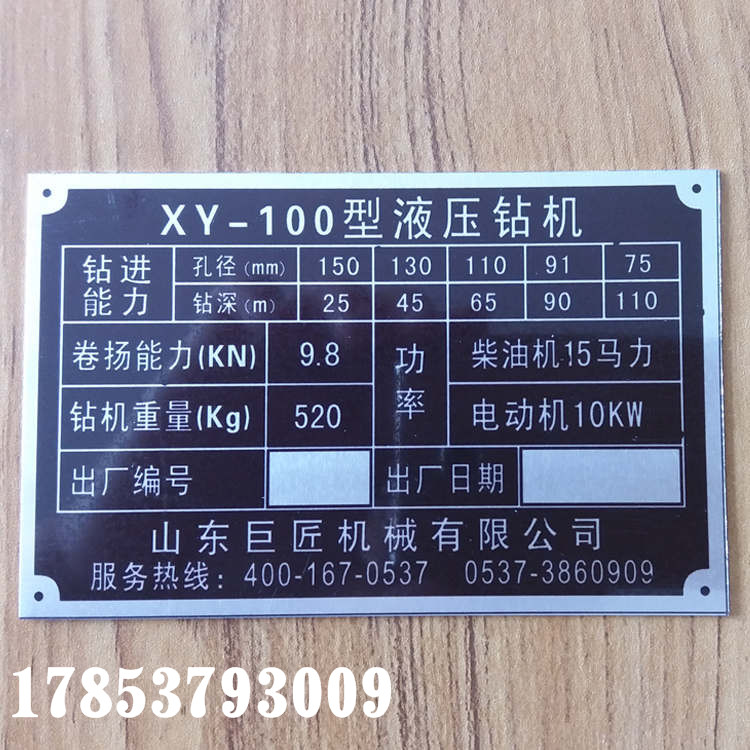 XY-100型液压钻机
钻进能力 孔径(mm) 150 130 110 91 75
钻深(m) 25 45 65 90 110
卷扬能力(KN) 9.8 功率 柴油机15马力
钻机重量(Kg) 520 电动机10KW
出厂编号 出厂日期
山东巨匠机械有限公司
服务热线：400-167-0537 0537-3860909
17853793009